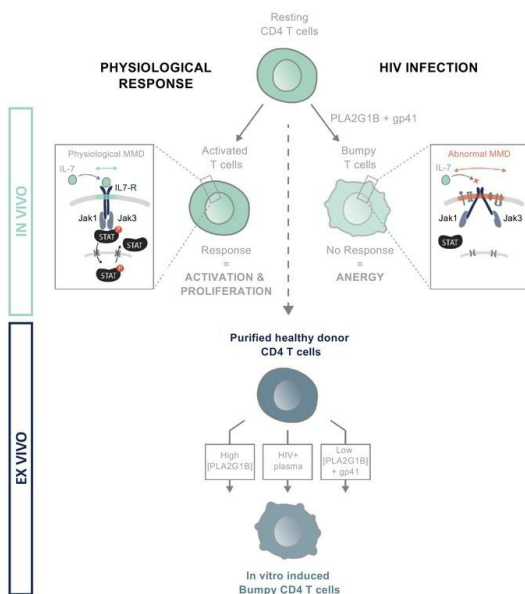 Resting
CD4 T cells
PHYSIOLOGICAL
RESPONSE
HIV INFECTION
PLA2G1B + gp41
IN VIVO
Physiological MMD
IL-7
IL7-R
Jak1
Jak3
STAT
P
STAT
STAT
P
Activated
T cells
Response
=
ACTIVATION &
PROLIFERATION
Bumpy
T cells
No Response
=
ANERGY
Abnormal MMD
IL-7
Jak1
Jak3
STAT
EX VIVO
Purified healthy donor
CD4 T cells
High
[PLA2G1B]
HIV+
plasma
Low
[PLA2G1B]
+ gp41
In vitro induced
Bumpy CD4 T cells